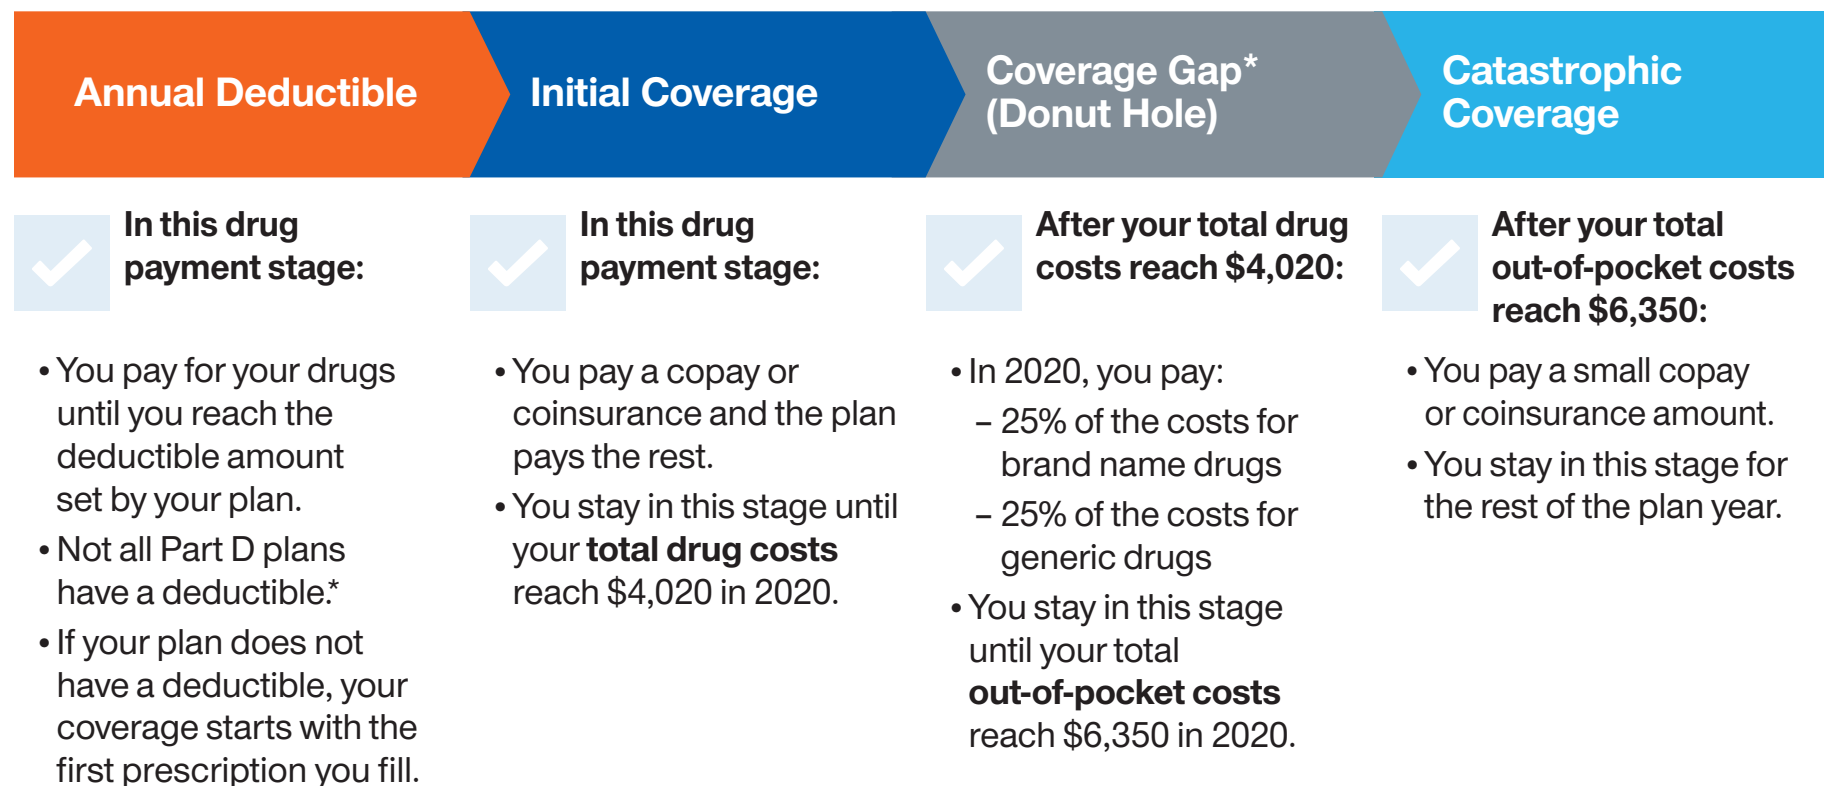 Annual Deductible
Initial Coverage
Coverage Gap*
(Donut Hole)
Catastrophic
Coverage
In this drug
payment stage:
• You pay for your drugs
until you reach the
deductible amount
set by your plan.
• Not all Part D plans
have a deductible.*
• If your plan does not
have a deductible, your
coverage starts with the
first prescription you fill.
In this drug
payment stage:
• You pay a copay or
coinsurance and the plan
pays the rest.
• You stay in this stage until
your total drug costs
reach $4,020 in 2020.
After your total drug
costs reach $4,020:
• In 2020, you pay:
– 25% of the costs for
brand name drugs
– 25% of the costs for
generic drugs
• You stay in this stage
until your total
out-of-pocket costs
reach $6,350 in 2020.
After your total
out-of-pocket costs
reach $6,350:
• You pay a small copay
or coinsurance amount.
• You stay in this stage for
the rest of the plan year.